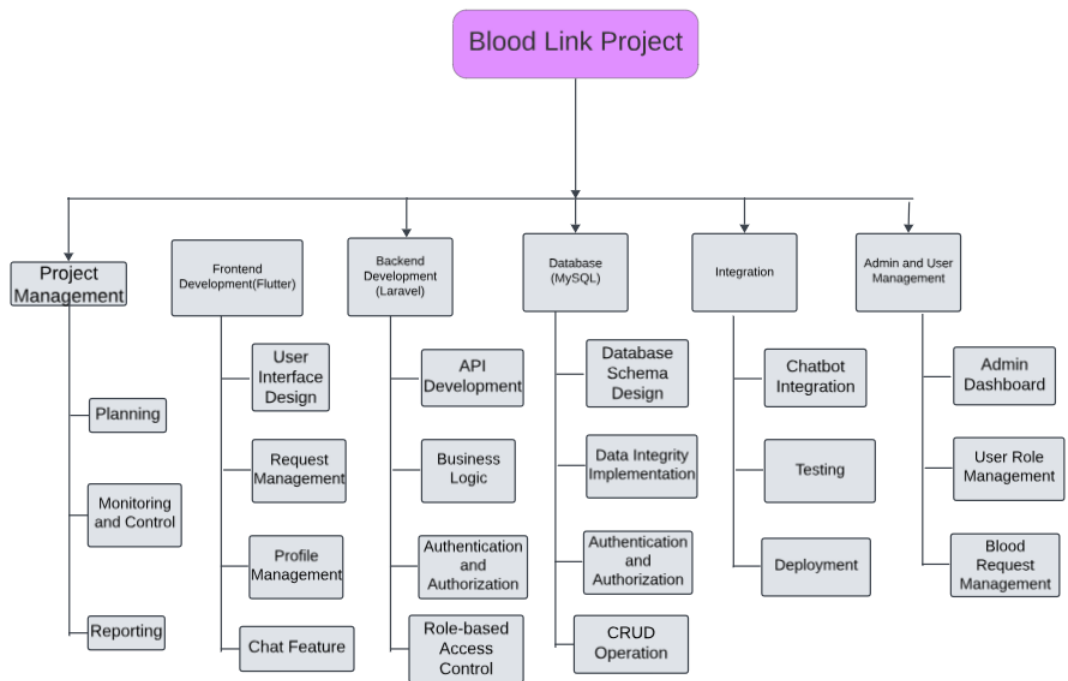 Blood Link Project
Project
Management
Planning
Monitoring
and Control
Reporting
Frontend
Development(Flutter)
User
Interface
Design
Request
Management
Profile
Management
Chat Feature
Backend
Development
(Laravel)
API
Development
Business
Logic
Authentication
and
Authorization
Role-based
Access
Control
Database
(MySQL)
Database
Schema
Design
Data Integrity
Implementation
Authentication
and
Authorization
CRUD
Operation
Integration
Chatbot
Integration
Testing
Deployment
Admin and User
Management
Admin
Dashboard
User Role
Management
Blood
Request
Management